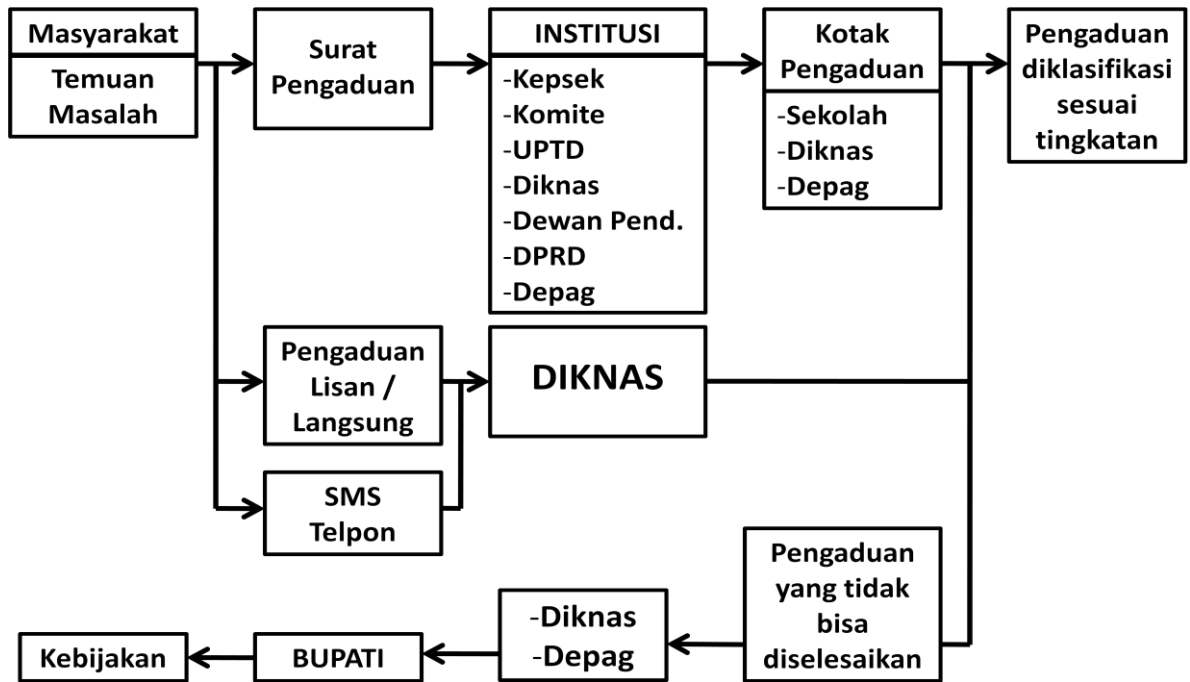 Masyarakat
Temuan
Masalah
Surat
Pengaduan
INSTITUSI
-Kepsek
-Komite
-UPTD
-Diknas
-Dewan Pend.
-DPRD
-Depag
Kotak
Pengaduan
-Sekolah
-Diknas
-Depag
Pengaduan
diklasifikasi
sesuai
tingkatan
Pengaduan
Lisan /
Langsung
DIKNAS
SMS
Telpon
Pengaduan
yang tidak
bisa
diselesaikan
-Diknas
-Depag
BUPATI
Kebijakan